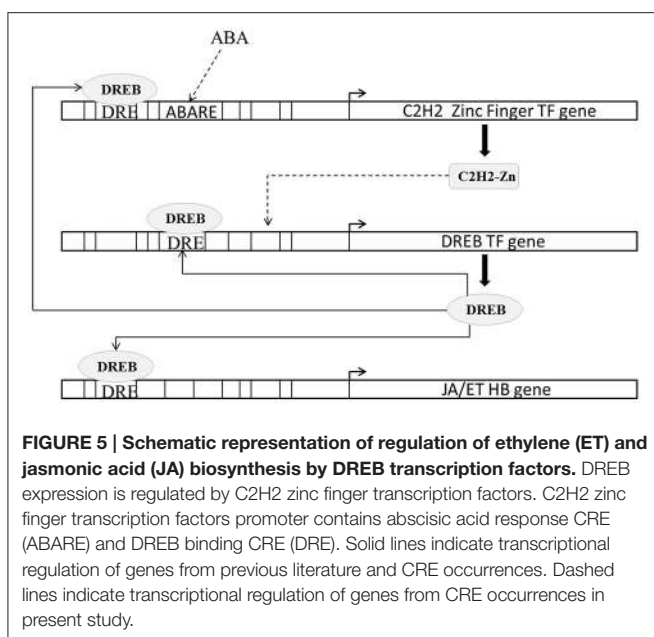 ABA
DREB
DRE ABARE C2H2 Zinc Finger TF gene
C2H2-Zn
DREB
DRE DREB TF gene
DREB
DREB
DRE JA/ET HB gene
FIGURE 5 | Schematic representation of regulation of ethylene (ET) and
jasmonic acid (JA) biosynthesis by DREB transcription factors. DREB
expression is regulated by C2H2 zinc finger transcription factors. C2H2 zinc
finger transcription factors promoter contains abscisic acid response CRE
(ABARE) and DREB binding CRE (DRE). Solid lines indicate transcriptional
regulation of genes from previous literature and CRE occurrences. Dashed
lines indicate transcriptional regulation of genes from CRE occurrences in
present study.